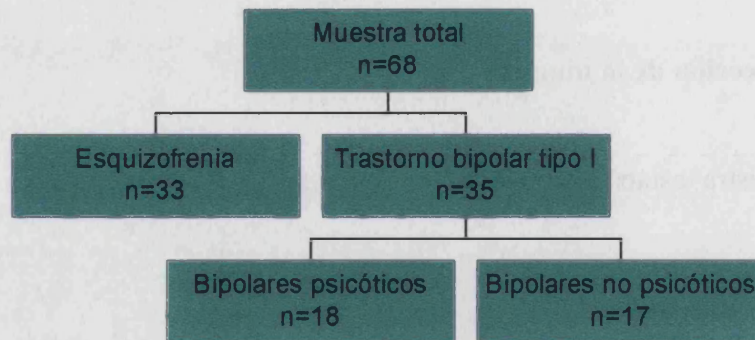 Muestra total
n=68
Esquizofrenia
n=33
Trastorno bipolar tipo I
n=35
Bipolares psicóticos
n=18
Bipolares no psicóticos
n=17